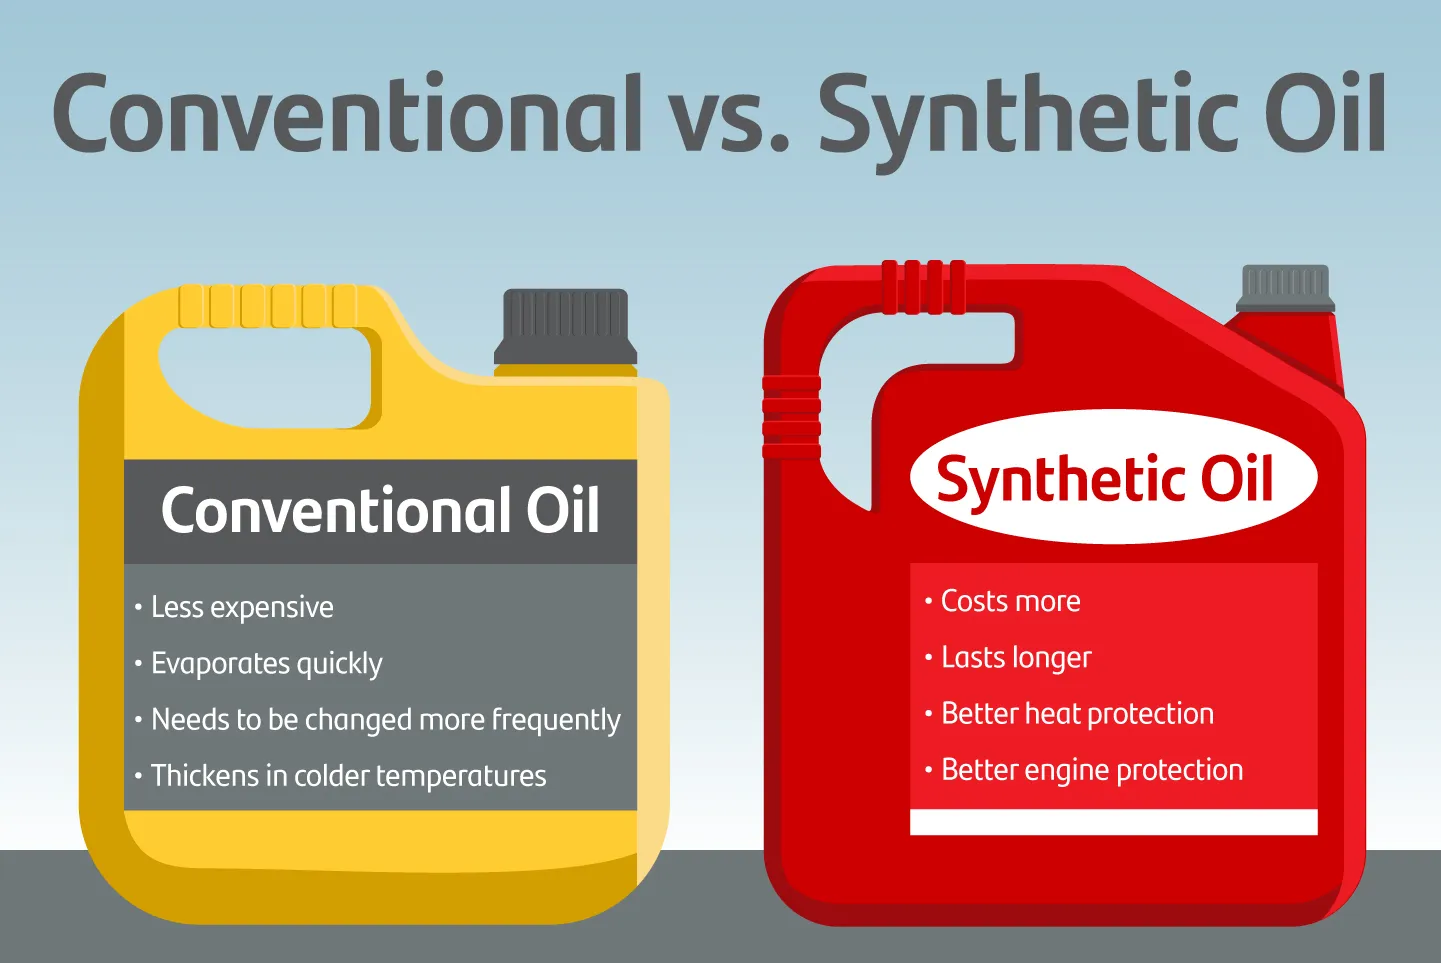 Conventional vs. Synthetic Oil
Conventional Oil
• Less expensive
• Evaporates quickly
• Needs to be changed more frequently
• Thickens in colder temperatures
Synthetic Oil
• Costs more
• Lasts longer
• Better heat protection
• Better engine protection